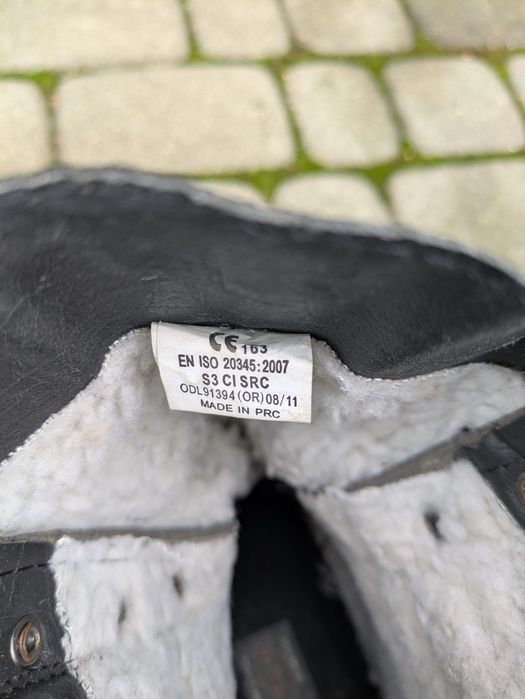 CE 163
EN ISO 20345:2007
S3 CI SRC
ODL91394(OR)08/11
MADE IN PRC